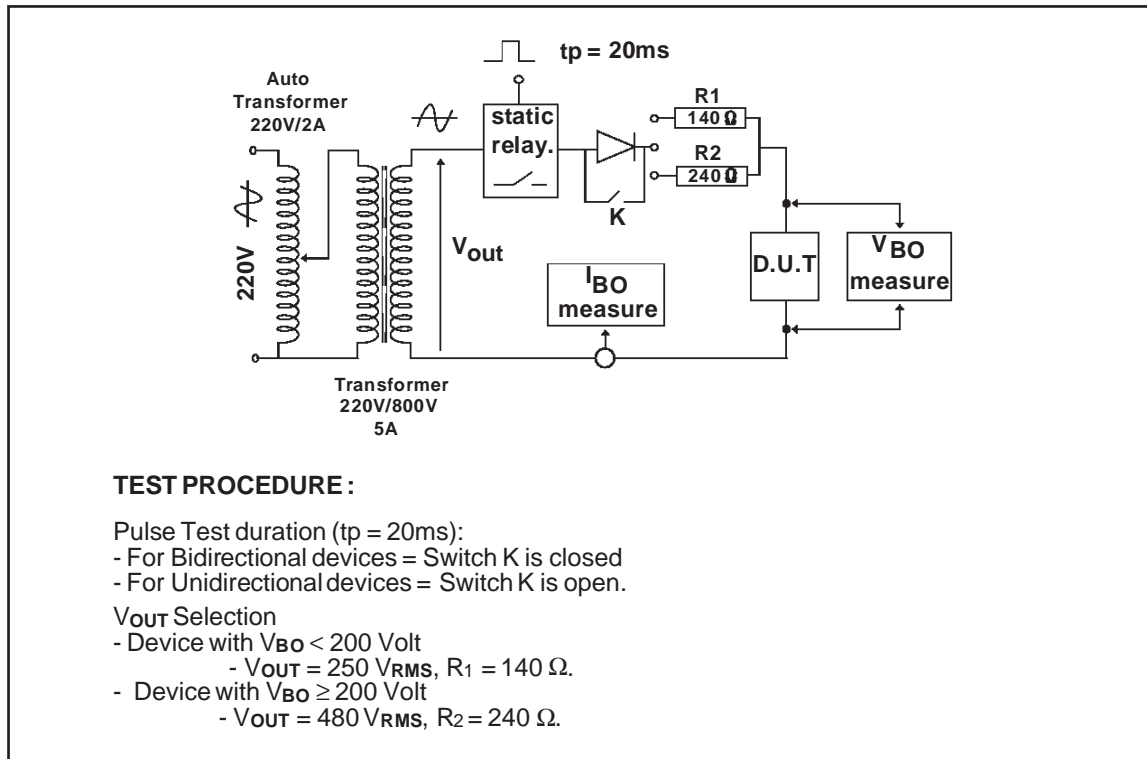 tp = 20ms
Auto
Transformer
220V/2A
static
relay.
R1
140 Ω
R2
240 Ω
K
220V
Vout
IBO
measure
D.U.T
VBO
measure
Transformer
220V/800V
5A
TEST PROCEDURE :
Pulse Test duration (tp = 20ms):
- For Bidirectional devices = Switch K is closed
- For Unidirectional devices = Switch K is open.
VOUT Selection
- Device with VBO < 200 Volt
- VOUT = 250 VRMS, R1 = 140 Ω.
- Device with VBO ≥ 200 Volt
- VOUT = 480 VRMS, R2 = 240 Ω.